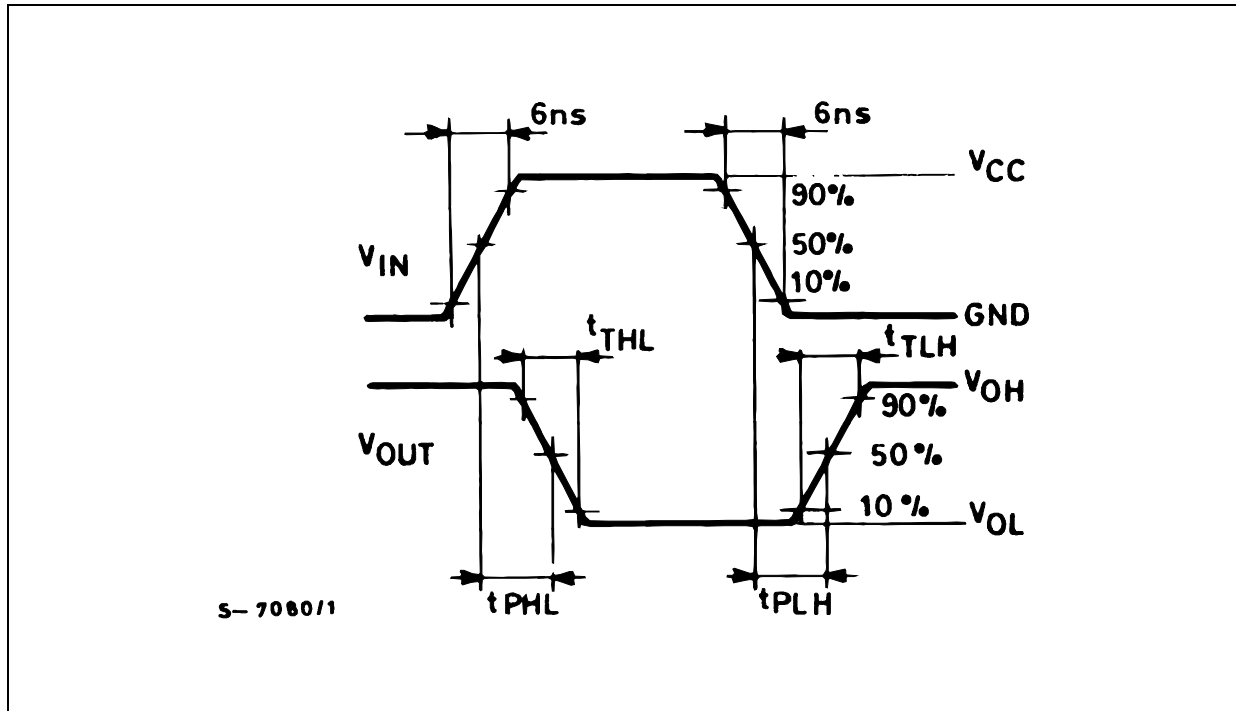 6ns
6ns
VCC
90%
50%
VIN
10%
GND
tTHL
tTLH
VOH
90%
VOUT
50%
10%
VOL
tPHL
tPLH
S-7080/1